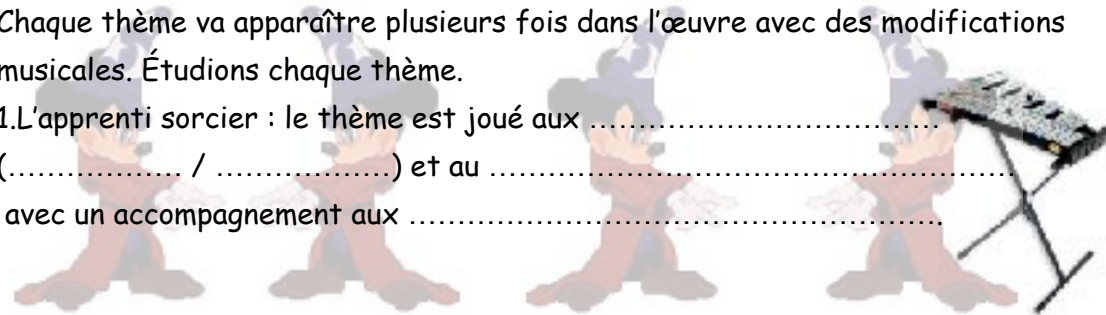 Chaque thème va apparaître plusieurs fois dans l'œuvre avec des modifications
musicales. Étudions chaque thème.
1.L'apprenti sorcier : le thème est joué aux ………………………………
(……………… / ………………) et au ………………………………………………
avec un accompagnement aux ……………………………………………….